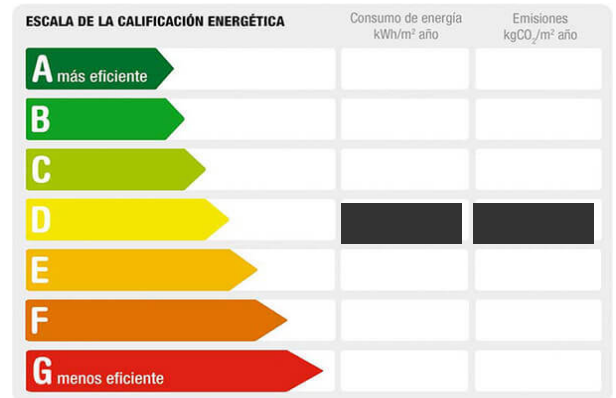 ESCALA DE LA CALIFICACIÓN ENERGÉTICA
Consumo de energía
kWh/m² año
Emisiones
kgCO₂/m² año
A más eficiente
B
C
D
E
F
G menos eficiente